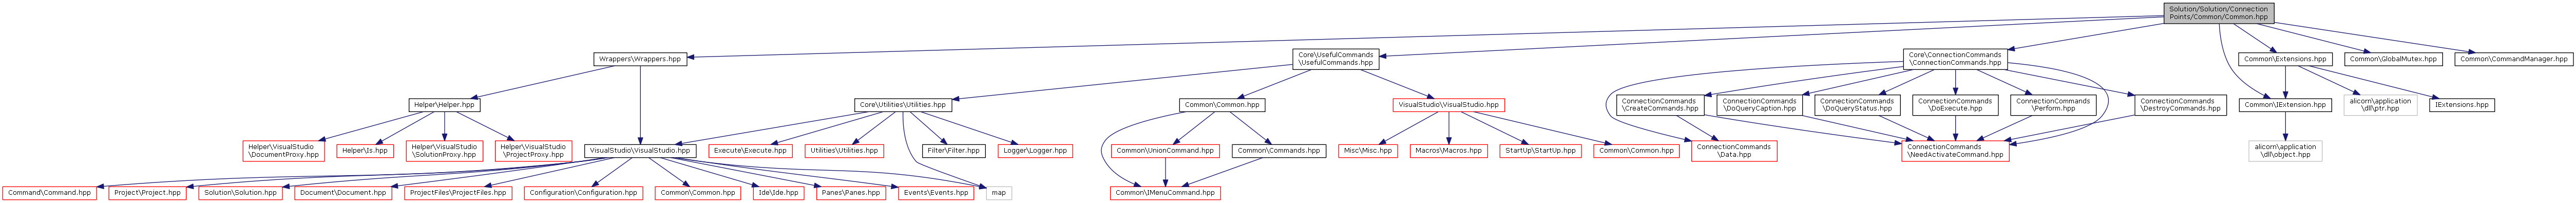 Solution/Solution/Connection
Points/Common/Common.hpp
Wrappers\Wrappers.hpp
Core\UsefulCommands
\UsefulCommands.hpp
Core\ConnectionCommands
\ConnectionCommands.hpp
Common\Extensions.hpp
Common\GlobalMutex.hpp
Common\CommandManager.hpp
Helper\Helper.hpp
Core\Utilities\Utilities.hpp
Common\Common.hpp
VisualStudio\VisualStudio.hpp
ConnectionCommands
\CreateCommands.hpp
ConnectionCommands
\DoQueryCaption.hpp
ConnectionCommands
\DoQueryStatus.hpp
ConnectionCommands
\DoExecute.hpp
ConnectionCommands
\Perform.hpp
ConnectionCommands
\DestroyCommands.hpp
Common\IExtension.hpp
alicorn\application
\dll\ptr.hpp
IExtensions.hpp
Helper\VisualStudio
\DocumentProxy.hpp
Helper\Is.hpp
Helper\VisualStudio
\SolutionProxy.hpp
Helper\VisualStudio
\ProjectProxy.hpp
VisualStudio\VisualStudio.hpp
Execute\Execute.hpp
Utilities\Utilities.hpp
Filter\Filter.hpp
Logger\Logger.hpp
Common\UnionCommand.hpp
Common\Commands.hpp
Misc\Misc.hpp
Macros\Macros.hpp
StartUp\StartUp.hpp
Common\Common.hpp
ConnectionCommands
\Data.hpp
ConnectionCommands
\NeedActivateCommand.hpp
alicorn\application
\dll\object.hpp
Command\Command.hpp
Project\Project.hpp
Solution\Solution.hpp
Document\Document.hpp
ProjectFiles\ProjectFiles.hpp
Configuration\Configuration.hpp
Common\Common.hpp
Ide\Ide.hpp
Panes\Panes.hpp
Events\Events.hpp
map
Common\IMenuCommand.hpp